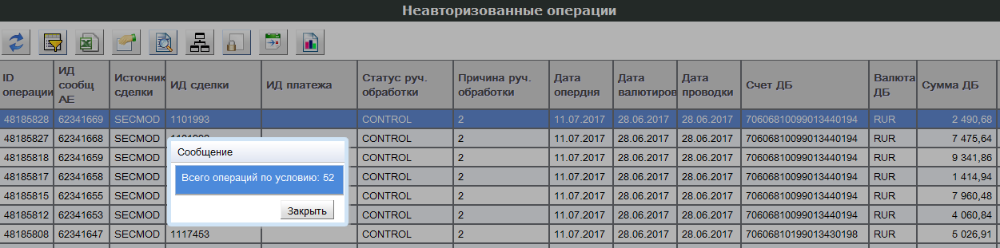 Неавторизованные операции
ID операции ИД сообщ АЕ Источник сделки ИД сделки ИД платежа Статус руч. обработки Причина руч. обработки Дата опердня Дата валютиров Дата проводки Счет ДБ Валюта ДБ Сумма ДБ
48185828 62341669 SECMOD 1101993 CONTROL 2 11.07.2017 28.06.2017 28.06.2017 70606810099013440194 RUR 2 490,68
48185827 62341668 SECMOD CONTROL 2 11.07.2017 28.06.2017 28.06.2017 70606810099013440194 RUR 7 475,64
48185818 62341659 SECMOD CONTROL 2 11.07.2017 28.06.2017 28.06.2017 70606810099013440194 RUR 9 341,86
48185817 62341658 SECMOD CONTROL 2 11.07.2017 28.06.2017 28.06.2017 70606810099013440194 RUR 1 414,94
48185815 62341655 SECMOD CONTROL 2 11.07.2017 28.06.2017 28.06.2017 70606810099013440194 RUR 7 960,48
48185812 62341653 SECMOD CONTROL 2 11.07.2017 28.06.2017 28.06.2017 70606810099013440194 RUR 4 060,84
48185808 62341647 SECMOD 1117453 CONTROL 2 11.07.2017 28.06.2017 28.06.2017 70606810199013430198 RUR 5 026,91
Сообщение
Всего операций по условию: 52
Закрыть